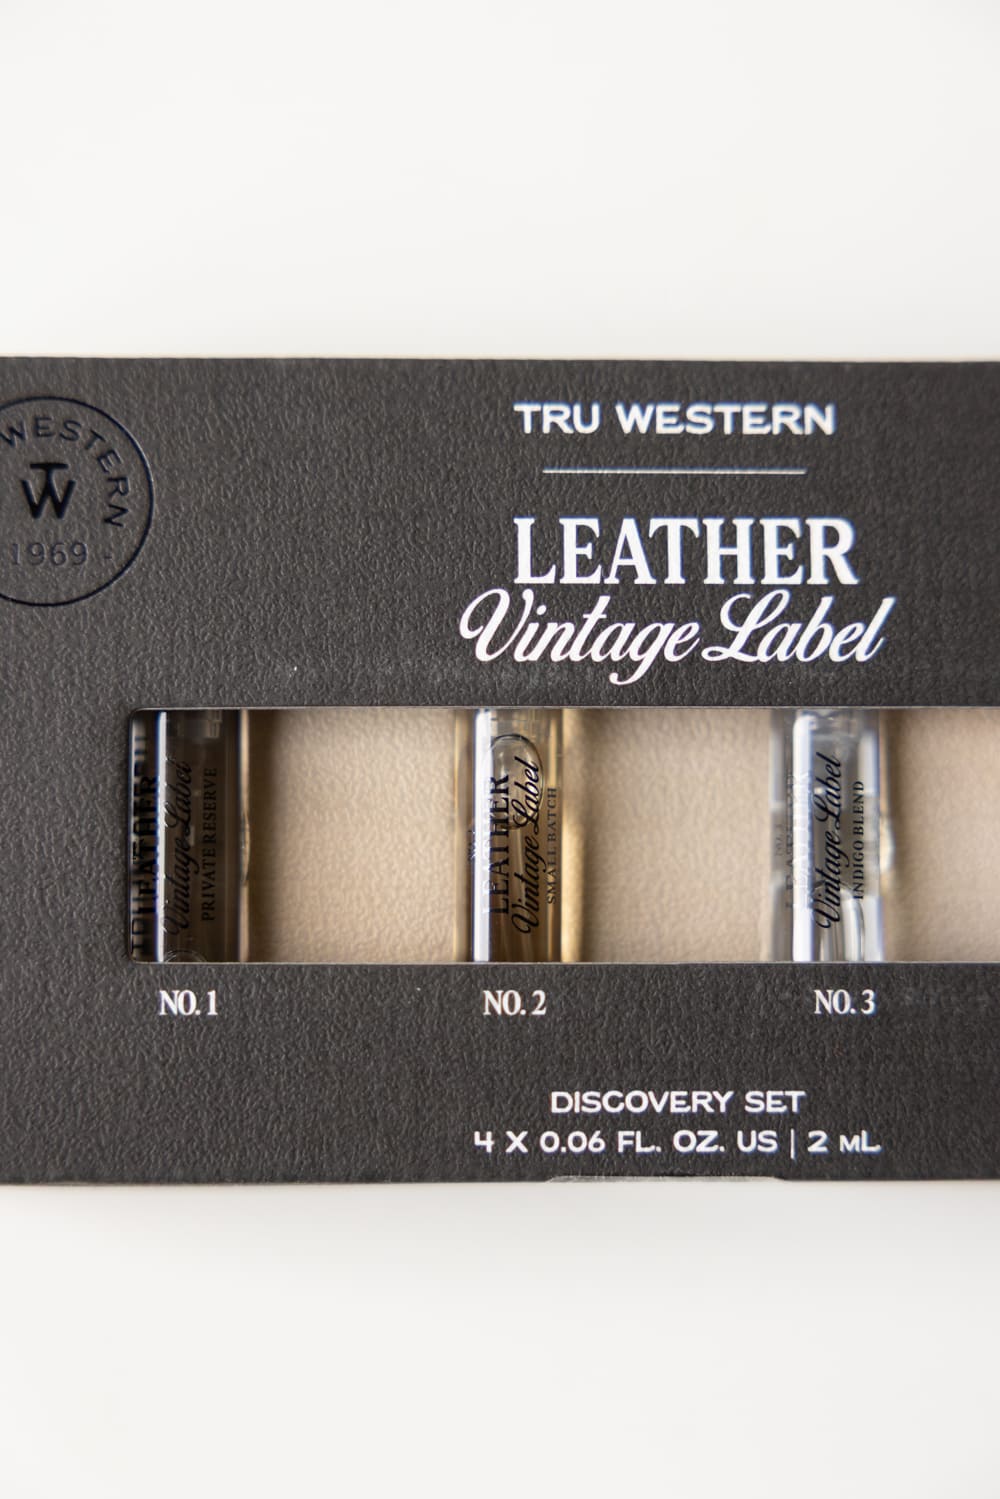 WESTERN
TW
1969 -
TRU WESTERN
LEATHER
Vintage Label
LEATHER
Vintage Label
PRIVATE RESERVE
LEATHER
Vintage Label
SMALL BATCH
Vintage Label
INDIGO BLEND
NO. 1
NO. 2
NO. 3
DISCOVERY SET
4 X 0.06 FL. OZ. US | 2 mL